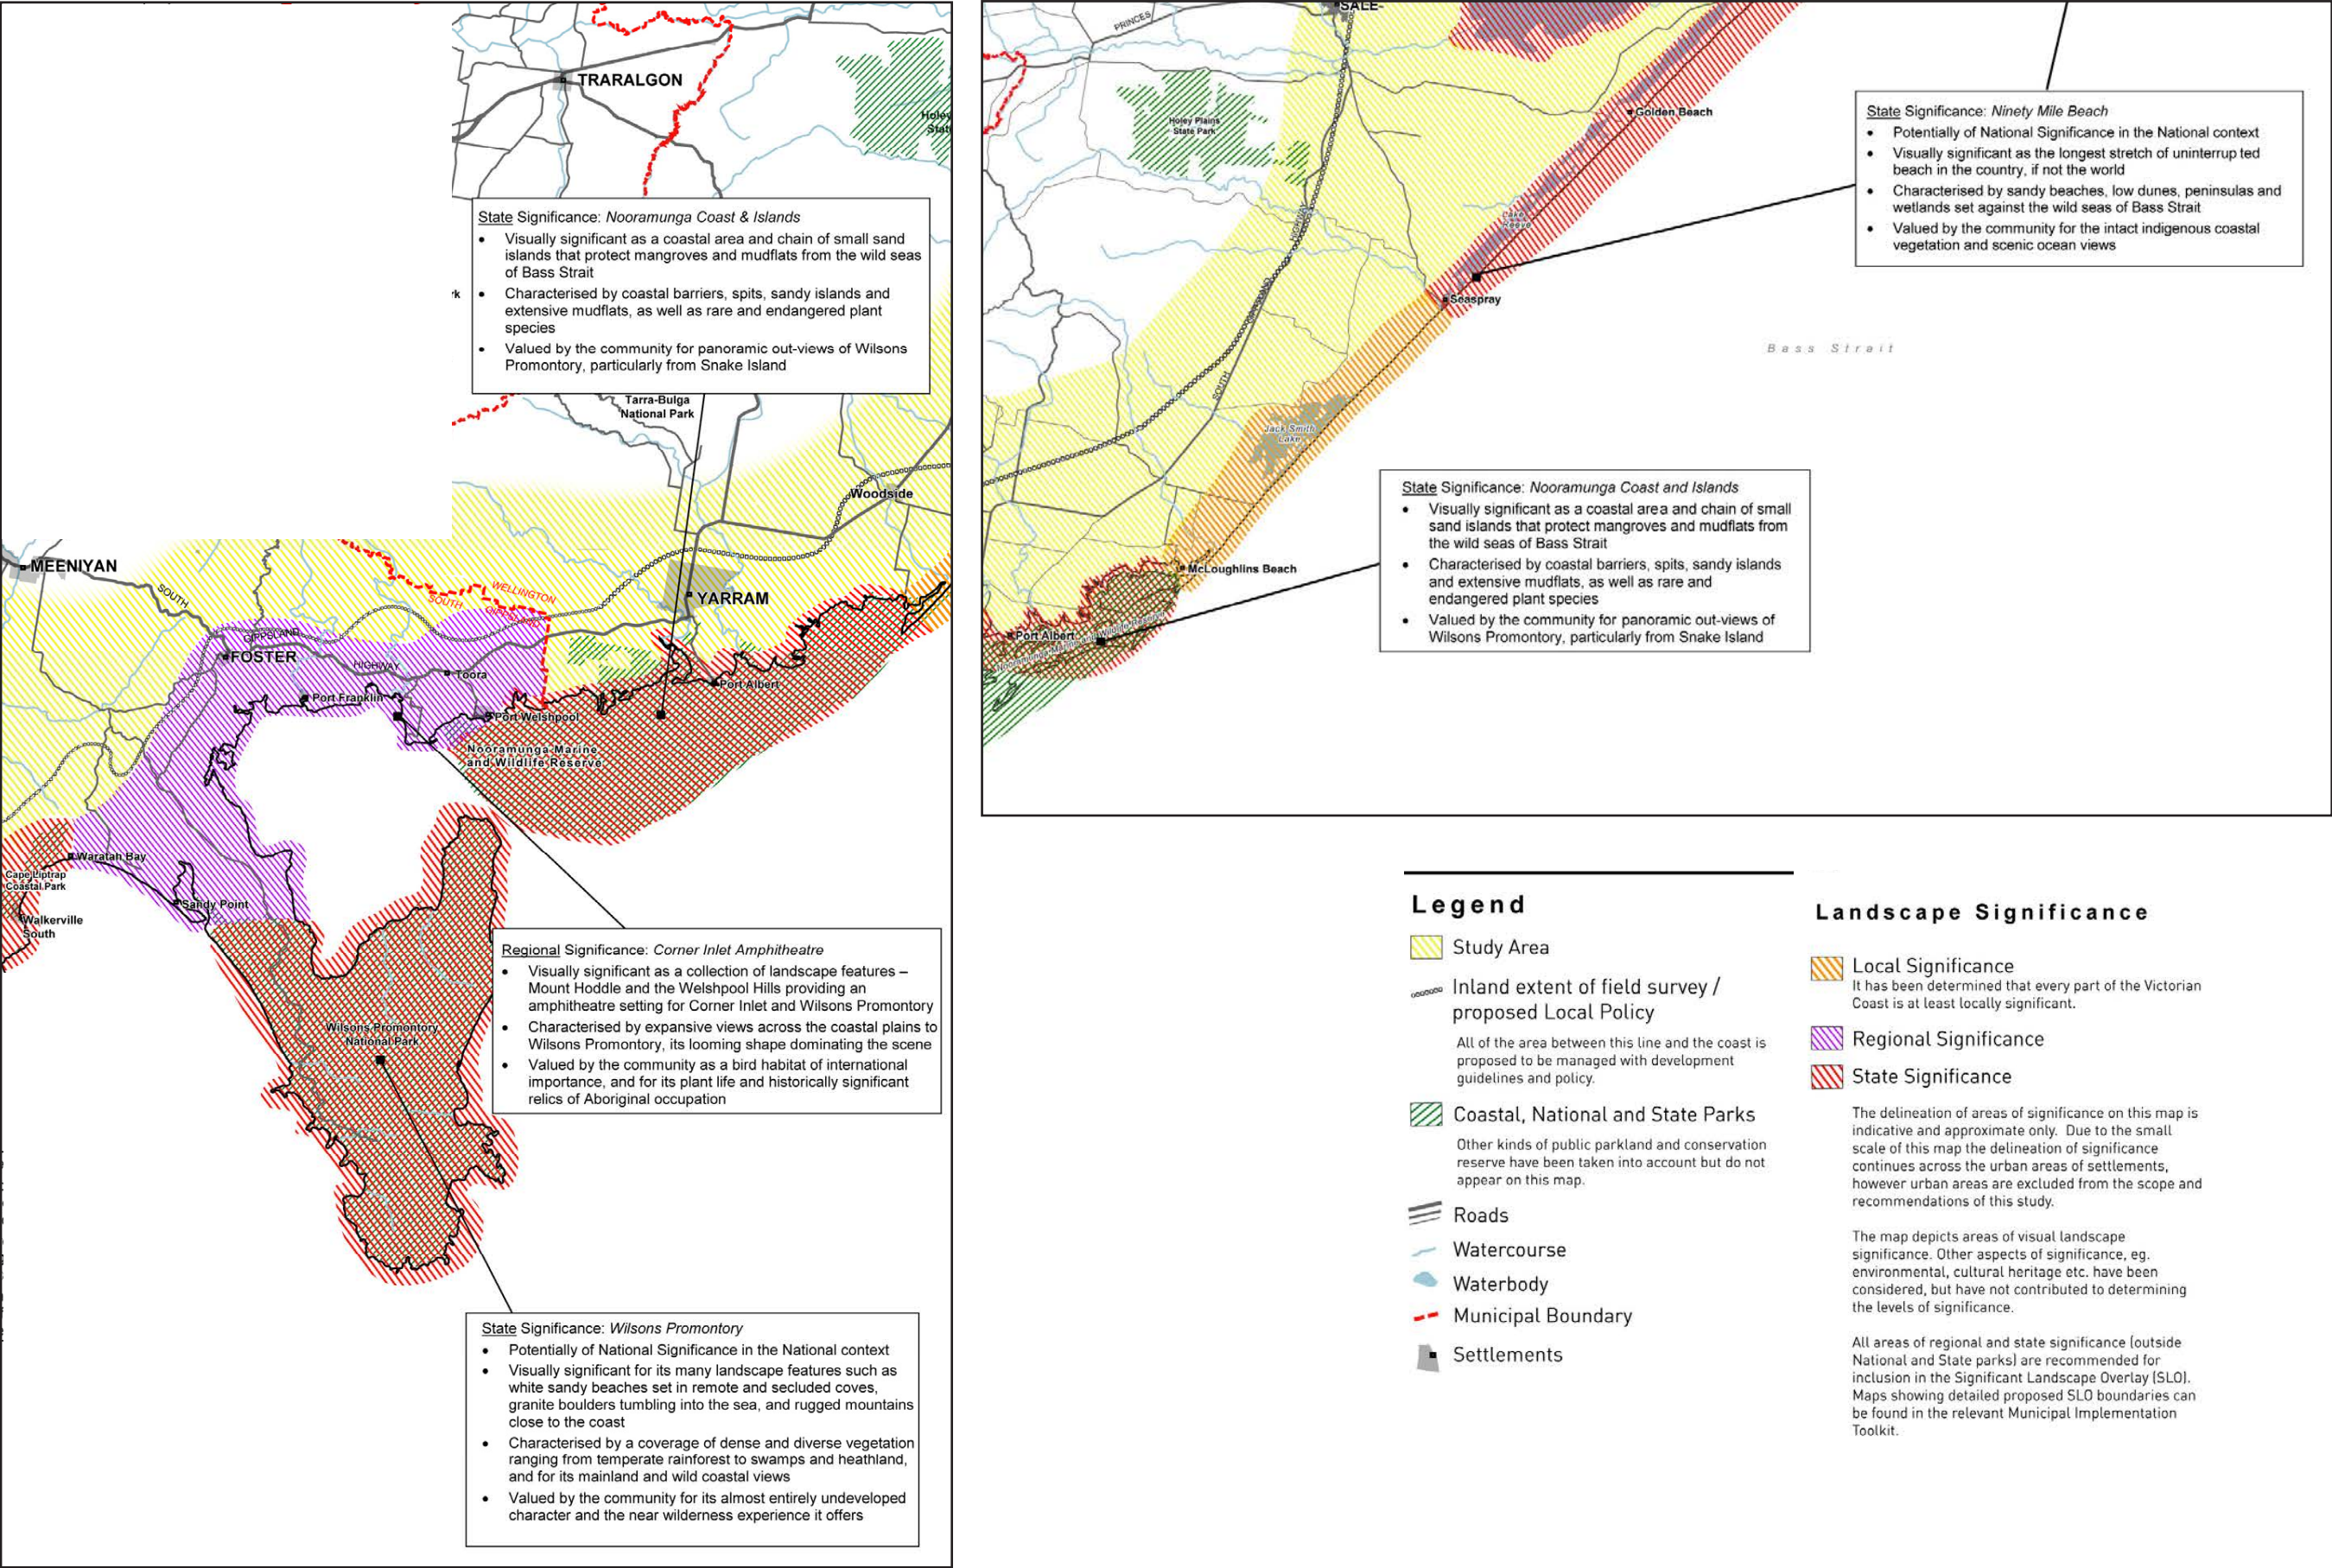 TRARALGON
Holey
State
State Significance: Nooramunga Coast & Islands
• Visually significant as a coastal area and chain of small sand
islands that protect mangroves and mudflats from the wild seas
of Bass Strait
• Characterised by coastal barriers, spits, sandy islands and
extensive mudflats, as well as rare and endangered plant
species
• Valued by the community for panoramic out-views of Wilsons
Promontory, particularly from Snake Island
rk
Tarra-Bulga
National Park
Woodside
MEENIYAN
SOUTH
WELLINGTON
SOUTH
YARRAM
GIPPSLAND
FOSTER
HIGHWAY
Toora
Port Franklin
Port Albert
Port Welshpool
Nooramunga Marine
and Wildlife Reserve
Waratah Bay
Cape Liptrap
Coastal Park
Sandy Point
Walkerville
South
Regional Significance: Corner Inlet Amphitheatre
• Visually significant as a collection of landscape features –
Mount Hoddle and the Welshpool Hills providing an
amphitheatre setting for Corner Inlet and Wilsons Promontory
• Characterised by expansive views across the coastal plains to
Wilsons Promontory, its looming shape dominating the scene
• Valued by the community as a bird habitat of international
importance, and for its plant life and historically significant
relics of Aboriginal occupation
Wilsons Promontory
National Park
State Significance: Wilsons Promontory
• Potentially of National Significance in the National context
• Visually significant for its many landscape features such as
white sandy beaches set in remote and secluded coves,
granite boulders tumbling into the sea, and rugged mountains
close to the coast
• Characterised by a coverage of dense and diverse vegetation
ranging from temperate rainforest to swamps and heathland,
and for its mainland and wild coastal views
• Valued by the community for its almost entirely undeveloped
character and the near wilderness experience it offers
SALE
PRINCES
Holey Plains
State Park
Golden Beach
State Significance: Ninety Mile Beach
• Potentially of National Significance in the National context
• Visually significant as the longest stretch of uninterrup ted
beach in the country, if not the world
• Characterised by sandy beaches, low dunes, peninsulas and
wetlands set against the wild seas of Bass Strait
• Valued by the community for the intact indigenous coastal
vegetation and scenic ocean views
Lake
Reeve
HIGHWAY
GIPPSLAND
SOUTH
Seaspray
Bass Strait
Jack Smith
Lake
State Significance: Nooramunga Coast and Islands
• Visually significant as a coastal area and chain of small
sand islands that protect mangroves and mudflats from
the wild seas of Bass Strait
• Characterised by coastal barriers, spits, sandy islands
and extensive mudflats, as well as rare and
endangered plant species
• Valued by the community for panoramic out-views of
Wilsons Promontory, particularly from Snake Island
McLoughlins Beach
Port Albert
Nooramunga Marine and Wildlife Reserve
Legend
Study Area
Inland extent of field survey /
proposed Local Policy
All of the area between this line and the coast is
proposed to be managed with development
guidelines and policy.
Coastal, National and State Parks
Other kinds of public parkland and conservation
reserve have been taken into account but do not
appear on this map.
Roads
Watercourse
Waterbody
Municipal Boundary
Settlements
Landscape Significance
Local Significance
It has been determined that every part of the Victorian
Coast is at least locally significant.
Regional Significance
State Significance
The delineation of areas of significance on this map is
indicative and approximate only. Due to the small
scale of this map the delineation of significance
continues across the urban areas of settlements,
however urban areas are excluded from the scope and
recommendations of this study.
The map depicts areas of visual landscape
significance. Other aspects of significance, eg.
environmental, cultural heritage etc. have been
considered, but have not contributed to determining
the levels of significance.
All areas of regional and state significance (outside
National and State parks) are recommended for
inclusion in the Significant Landscape Overlay (SLO).
Maps showing detailed proposed SLO boundaries can
be found in the relevant Municipal Implementation
Toolkit.